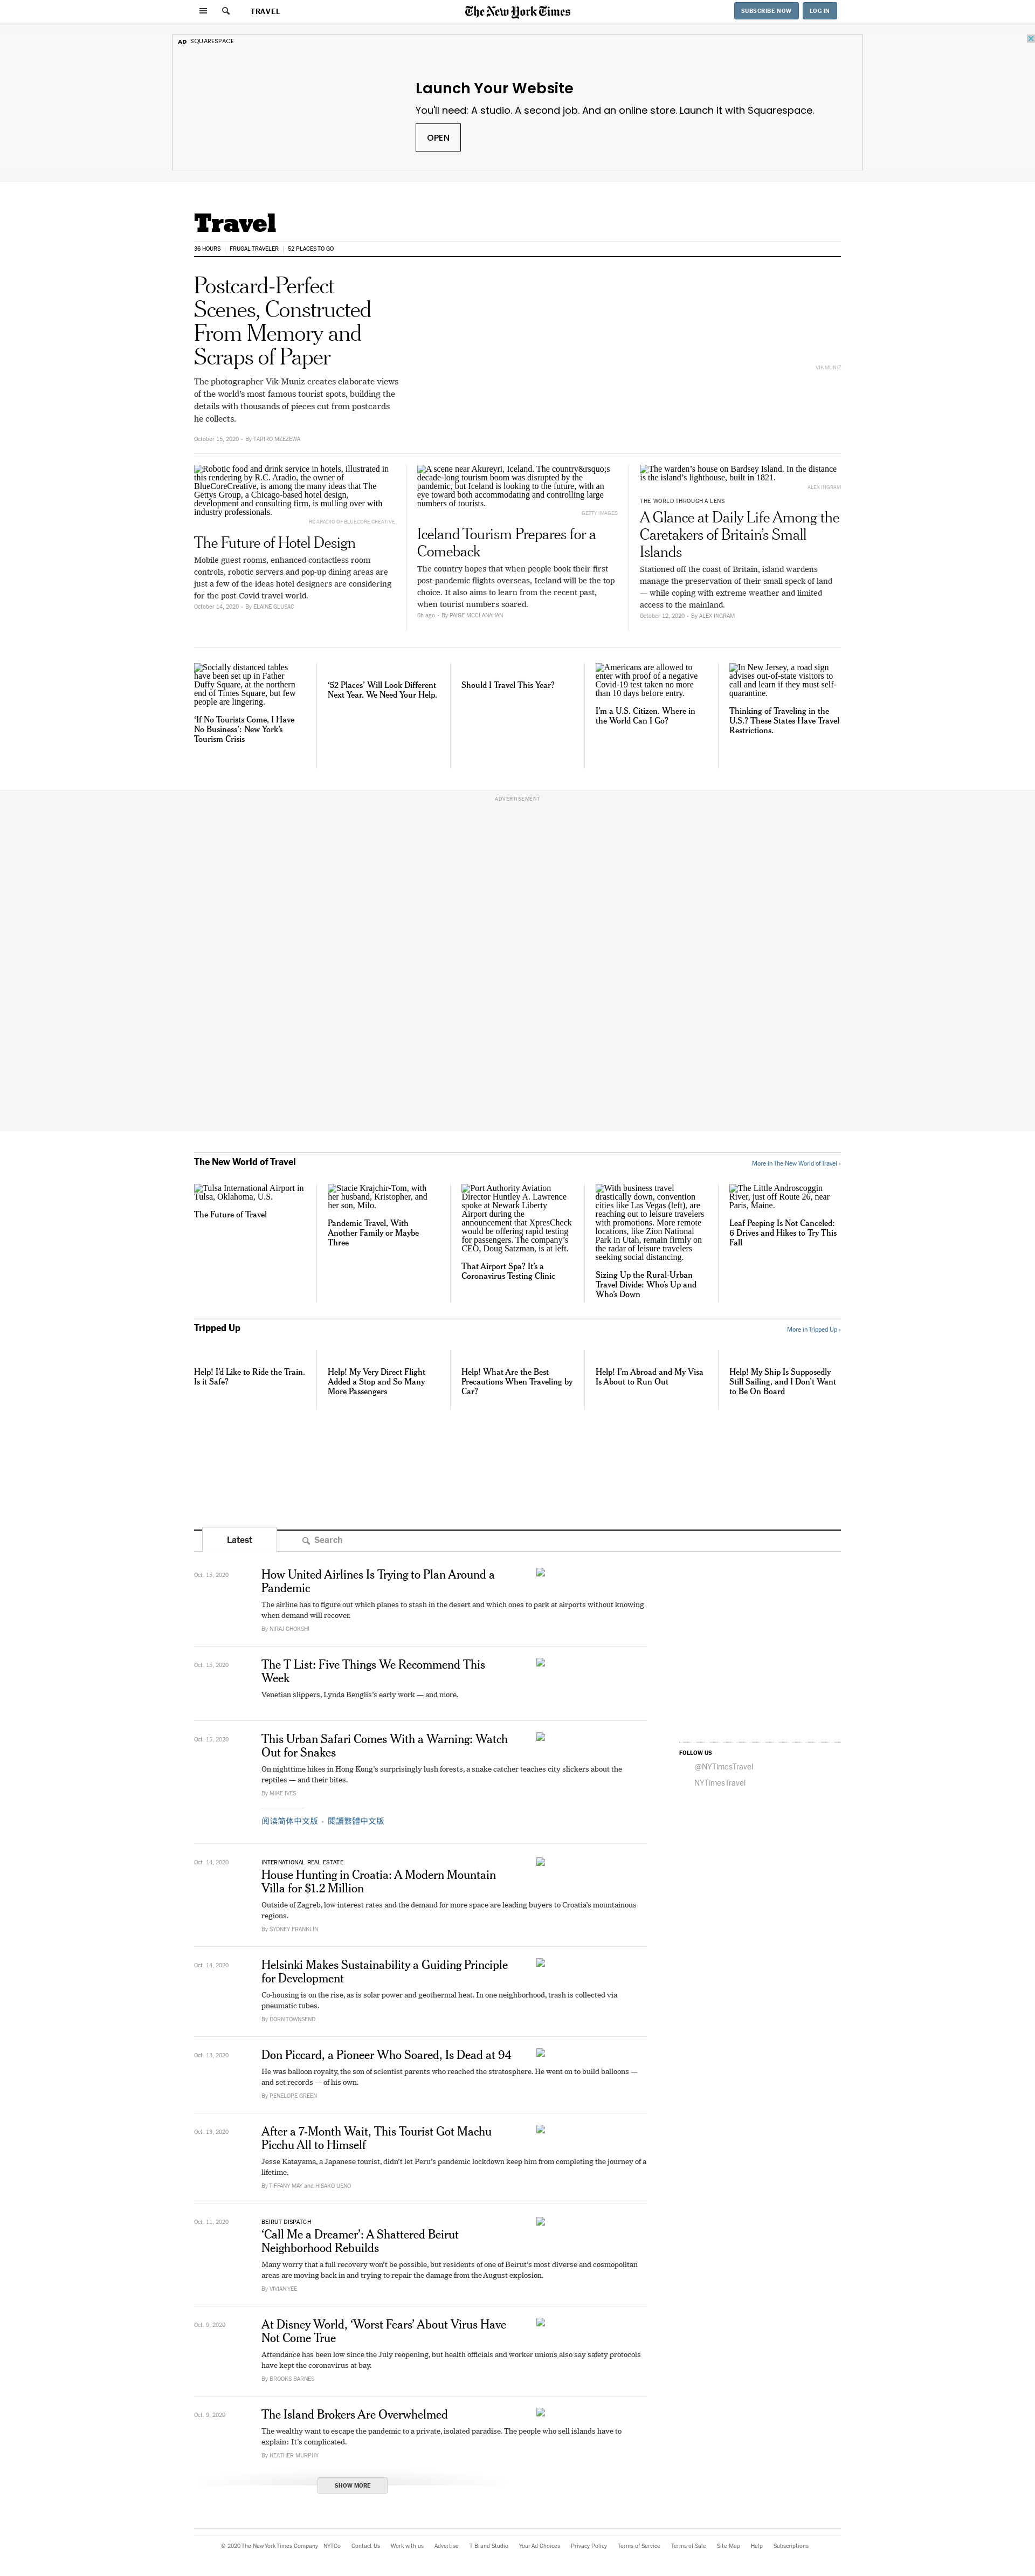 TRAVEL
The New York Times
SUBSCRIBE NOW
LOG IN
AD SQUARESPACE
Launch Your Website
You'll need: A studio. A second job. And an online store. Launch it with Squarespace.
OPEN
Travel
36 HOURS
FRUGAL TRAVELER
52 PLACES TO GO
Postcard-Perfect
Scenes, Constructed
From Memory and
Scraps of Paper
The photographer Vik Muniz creates elaborate views
of the world's most famous tourist spots, building the
details with thousands of pieces cut from postcards
he collects.
October 15, 2020 - By TARIRO MZEZEWA
VIK MUNIZ
Robotic food and drink service in hotels, illustrated in
this rendering by R.C. Aradio, the owner of
BlueCoreCreative, is among the many ideas that The
Gettys Group, a Chicago-based hotel design,
development and consulting firm, is mulling over with
industry professionals.
RC ARADIO OF BLUECORE CREATIVE
The Future of Hotel Design
Mobile guest rooms, enhanced contactless room
controls, robotic servers and pop-up dining areas are
just a few of the ideas hotel designers are considering
for the post-Covid travel world.
October 14, 2020 - By ELAINE GLUSAC
A scene near Akureyri, Iceland. The country&rsquo;s
decade-long tourism boom was disrupted by the
pandemic, but Iceland is looking to the future, with an
eye toward both accommodating and controlling large
numbers of tourists.
GETTY IMAGES
Iceland Tourism Prepares for a
Comeback
The country hopes that when people book their first
post-pandemic flights overseas, Iceland will be the top
choice. It also aims to learn from the recent past,
when tourist numbers soared.
6h ago - By PAIGE MCCLANAHAN
The warden's house on Bardsey Island. In the distance
is the island's lighthouse, built in 1821.
ALEX INGRAM
THE WORLD THROUGH A LENS
A Glance at Daily Life Among the
Caretakers of Britain's Small
Islands
Stationed off the coast of Britain, island wardens
manage the preservation of their small speck of land
— while coping with extreme weather and limited
access to the mainland.
October 12, 2020 - By ALEX INGRAM
Socially distanced tables
have been set up in Father
Duffy Square, at the northern
end of Times Square, but few
people are lingering.
'If No Tourists Come, I Have
No Business': New York's
Tourism Crisis
'52 Places' Will Look Different
Next Year. We Need Your Help.
Should I Travel This Year?
Americans are allowed to
enter with proof of a negative
Covid-19 test taken no more
than 10 days before entry.
I'm a U.S. Citizen. Where in
the World Can I Go?
In New Jersey, a road sign
advises out-of-state visitors to
call and learn if they must self-
quarantine.
Thinking of Traveling in the
U.S.? These States Have Travel
Restrictions.
ADVERTISEMENT
The New World of Travel
More in The New World of Travel ›
Tulsa International Airport in
Tulsa, Oklahoma, U.S.
The Future of Travel
Stacie Krajchir-Tom, with
her husband, Kristopher, and
her son, Milo.
Pandemic Travel, With
Another Family or Maybe
Three
Port Authority Aviation
Director Huntley A. Lawrence
spoke at Newark Liberty
Airport during the
announcement that XpresCheck
would be offering rapid testing
for passengers. The company's
CEO, Doug Satzman, is at left.
That Airport Spa? It's a
Coronavirus Testing Clinic
With business travel
drastically down, convention
cities like Las Vegas (left), are
reaching out to leisure travelers
with promotions. More remote
locations, like Zion National
Park in Utah, remain firmly on
the radar of leisure travelers
seeking social distancing.
Sizing Up the Rural-Urban
Travel Divide: Who's Up and
Who's Down
The Little Androscoggin
River, just off Route 26, near
Paris, Maine.
Leaf Peeping Is Not Canceled:
6 Drives and Hikes to Try This
Fall
Tripped Up
More in Tripped Up ›
Help! I'd Like to Ride the Train.
Is it Safe?
Help! My Very Direct Flight
Added a Stop and So Many
More Passengers
Help! What Are the Best
Precautions When Traveling by
Car?
Help! I'm Abroad and My Visa
Is About to Run Out
Help! My Ship Is Supposedly
Still Sailing, and I Don't Want
to Be On Board
Latest
Search
Oct. 15, 2020
How United Airlines Is Trying to Plan Around a
Pandemic
The airline has to figure out which planes to stash in the desert and which ones to park at airports without knowing
when demand will recover.
By NIRAJ CHOKSHI
Oct. 15, 2020
The T List: Five Things We Recommend This
Week
Venetian slippers, Lynda Benglis's early work — and more.
Oct. 15, 2020
This Urban Safari Comes With a Warning: Watch
Out for Snakes
On nighttime hikes in Hong Kong's surprisingly lush forests, a snake catcher teaches city slickers about the
reptiles — and their bites.
By MIKE IVES
阅读简体中文版 · 閱讀繁體中文版
FOLLOW US
@NYTimesTravel
NYTimesTravel
Oct. 14, 2020
INTERNATIONAL REAL ESTATE
House Hunting in Croatia: A Modern Mountain
Villa for $1.2 Million
Outside of Zagreb, low interest rates and the demand for more space are leading buyers to Croatia's mountainous
regions.
By SYDNEY FRANKLIN
Oct. 14, 2020
Helsinki Makes Sustainability a Guiding Principle
for Development
Co-housing is on the rise, as is solar power and geothermal heat. In one neighborhood, trash is collected via
pneumatic tubes.
By DORN TOWNSEND
Oct. 13, 2020
Don Piccard, a Pioneer Who Soared, Is Dead at 94
He was balloon royalty, the son of scientist parents who reached the stratosphere. He went on to build balloons —
and set records — of his own.
By PENELOPE GREEN
Oct. 13, 2020
After a 7-Month Wait, This Tourist Got Machu
Picchu All to Himself
Jesse Katayama, a Japanese tourist, didn't let Peru's pandemic lockdown keep him from completing the journey of a
lifetime.
By TIFFANY MAY and HISAKO UENO
Oct. 11, 2020
BEIRUT DISPATCH
'Call Me a Dreamer': A Shattered Beirut
Neighborhood Rebuilds
Many worry that a full recovery won't be possible, but residents of one of Beirut's most diverse and cosmopolitan
areas are moving back in and trying to repair the damage from the August explosion.
By VIVIAN YEE
Oct. 9, 2020
At Disney World, 'Worst Fears' About Virus Have
Not Come True
Attendance has been low since the July reopening, but health officials and worker unions also say safety protocols
have kept the coronavirus at bay.
By BROOKS BARNES
Oct. 9, 2020
The Island Brokers Are Overwhelmed
The wealthy want to escape the pandemic to a private, isolated paradise. The people who sell islands have to
explain: It's complicated.
By HEATHER MURPHY
SHOW MORE
© 2020 The New York Times Company NYTCo Contact Us Work with us Advertise T Brand Studio Your Ad Choices Privacy Policy Terms of Service Terms of Sale Site Map Help Subscriptions